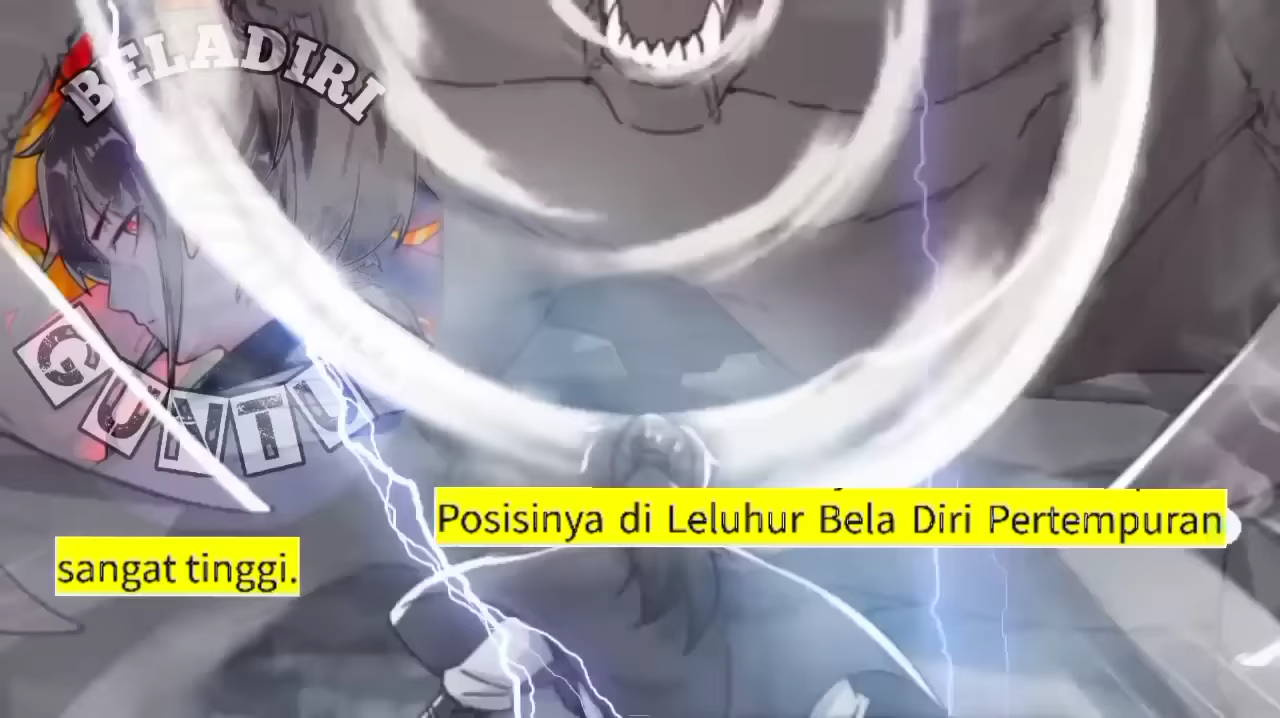 BELADIRI
GUNTU
Posisinya di Leluhur Bela Diri Pertempuran
sangat tinggi.